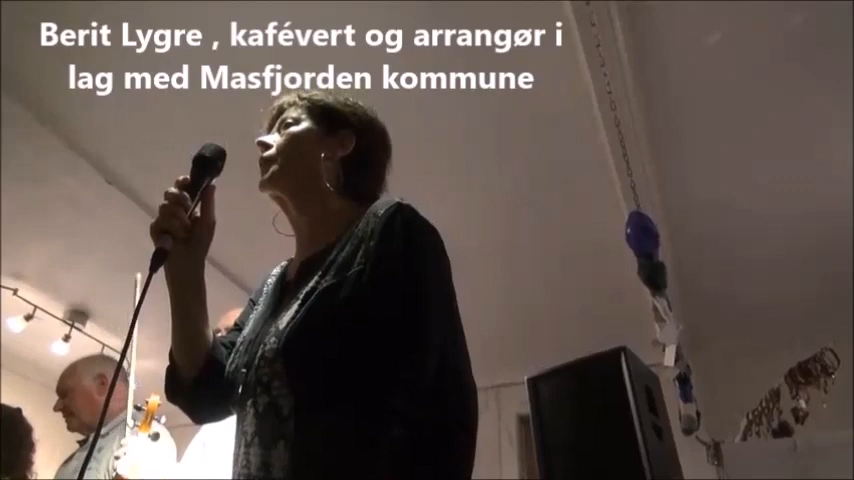 Berit Lygre , kafévert og arrangør i
lag med Masfjorden kommune